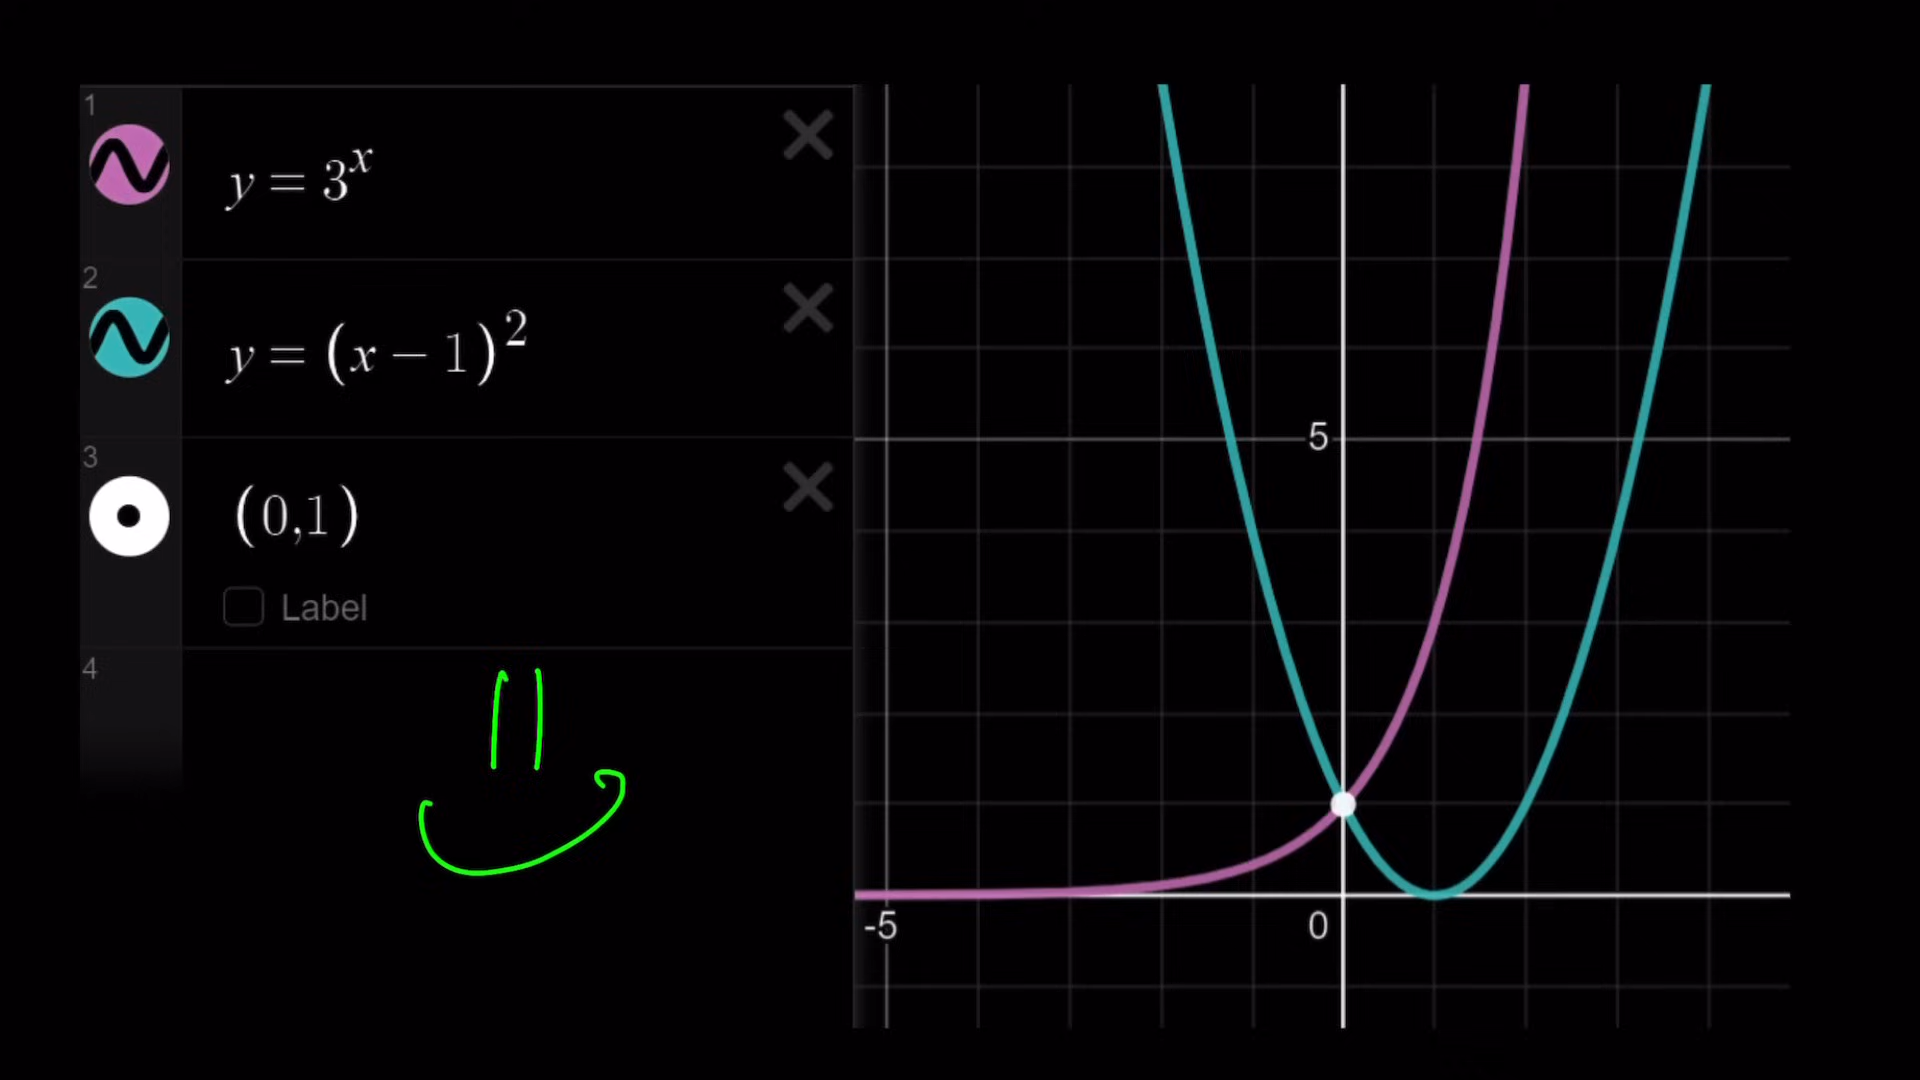 1
y = 3^x
2
y = (x − 1)^2
3
(0,1)
Label
4
5
-5
0